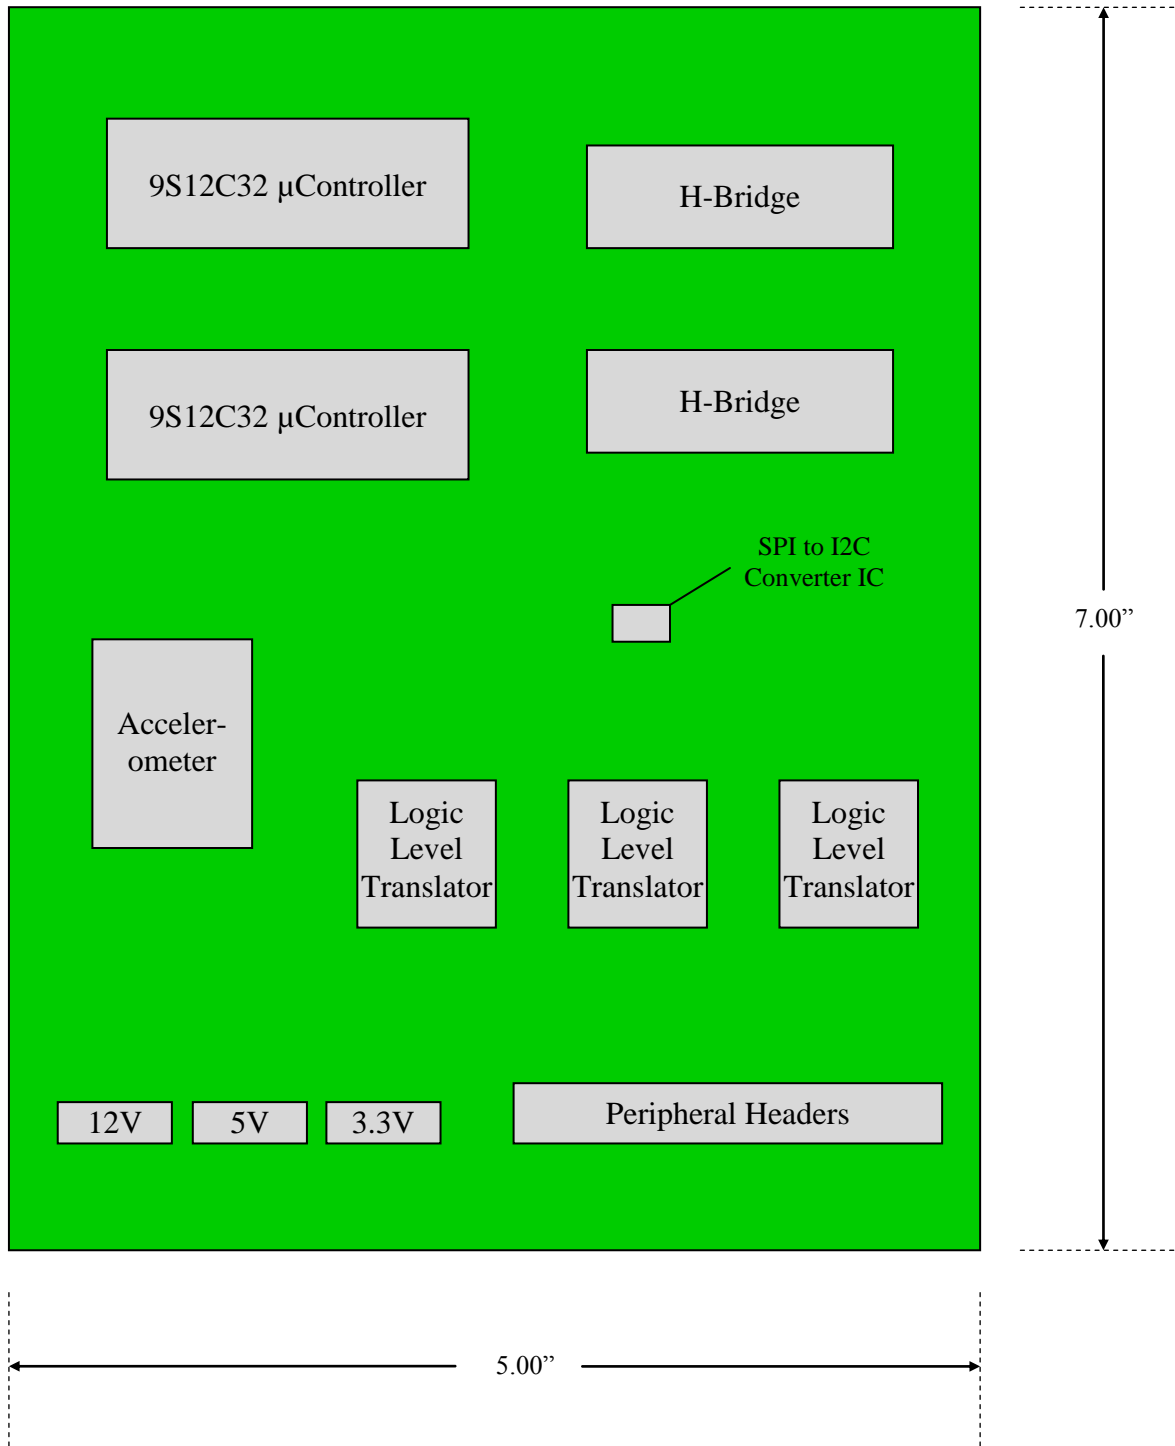 9S12C32 µController
H-Bridge
9S12C32 µController
H-Bridge
SPI to I2C
Converter IC
7.00”
Acceler-
ometer
Logic
Level
Translator
Logic
Level
Translator
Logic
Level
Translator
12V
5V
3.3V
Peripheral Headers
5.00”